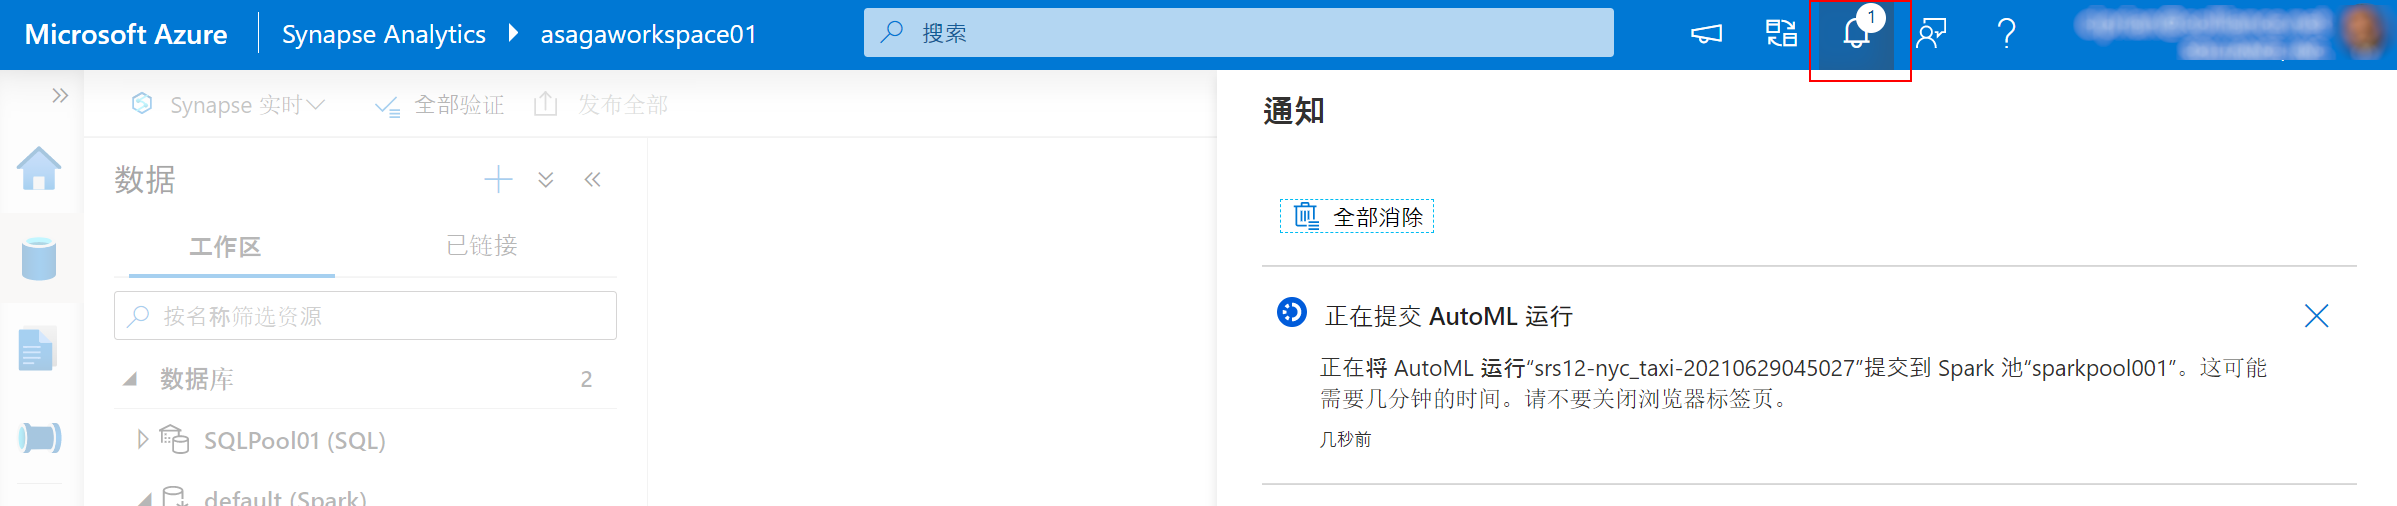 Microsoft Azure
Synapse Analytics
asagaworkspace01
搜索
1
Synapse 实时
全部验证
发布全部
通知
数据
全部消除
工作区
已链接
按名称筛选资源
正在提交 AutoML 运行
正在将 AutoML 运行“srs12-nyc_taxi-20210629045027”提交到 Spark 池“sparkpool001”。这可能
需要几分钟的时间。请不要关闭浏览器标签页。
几秒前
数据库 2
SQLPool01 (SQL)
default (Spark)